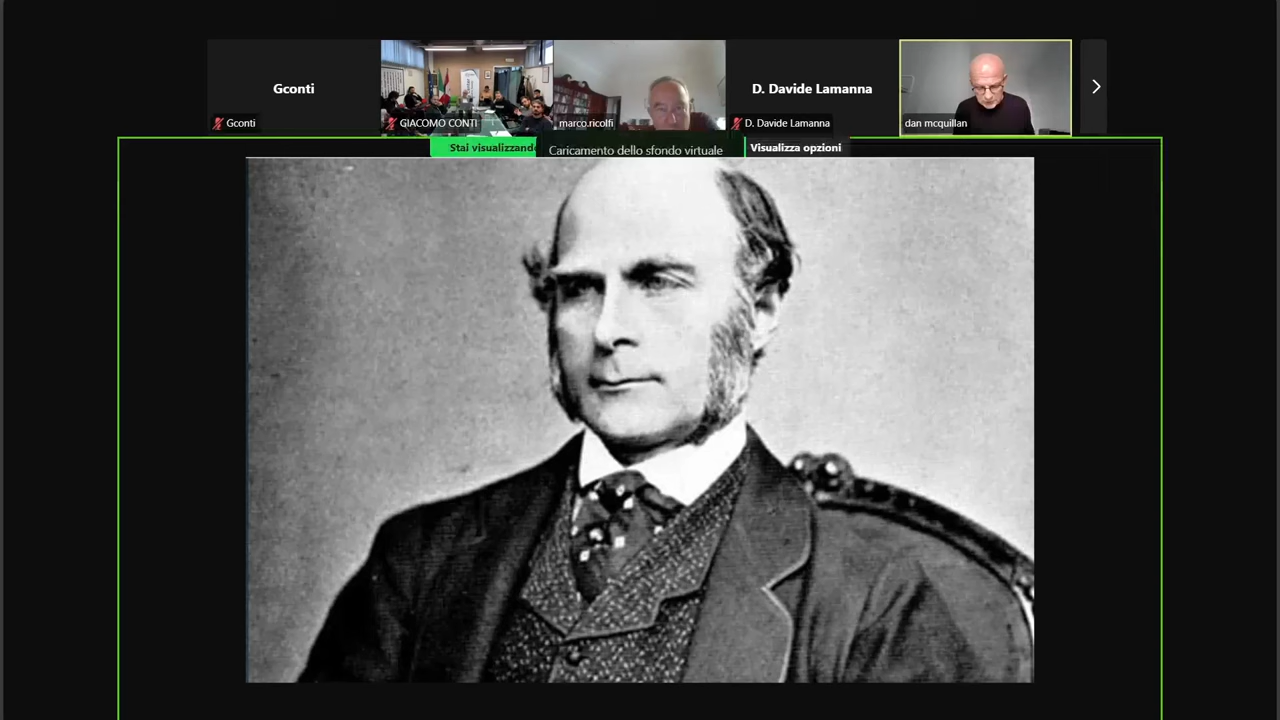 Gconti
D. Davide Lamanna
Gconti
GIACOMO CONTI
marco.ricolfi
D. Davide Lamanna
dan mcquillan
Stai visualizzando
Caricamento dello sfondo virtuale
Visualizza opzioni